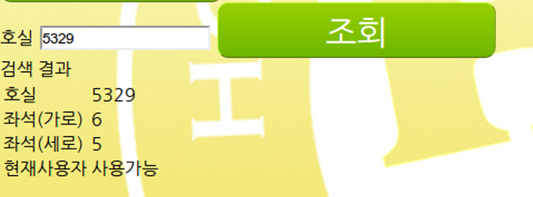 호실 5329 조회
검색 결과
호실 5329
좌석(가로) 6
좌석(세로) 5
현재사용자 사용가능